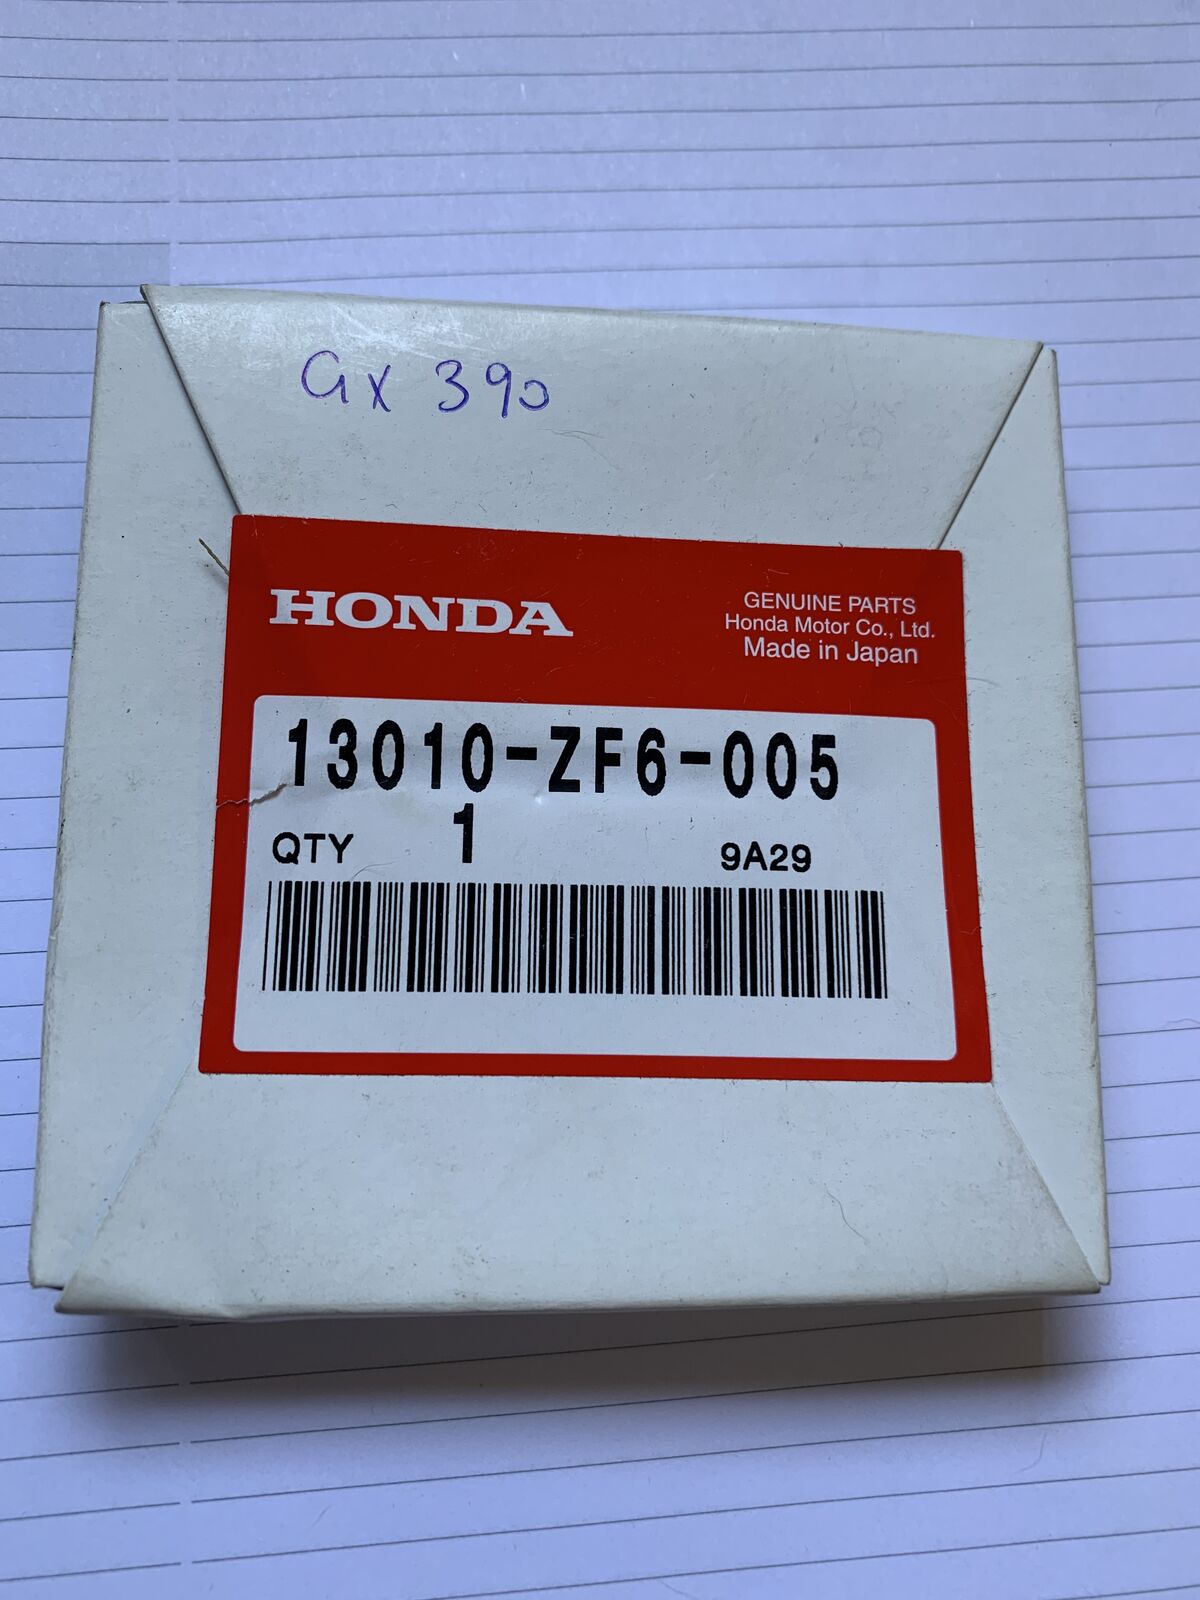 GX 390
HONDA
GENUINE PARTS
Honda Motor Co., Ltd.
Made in Japan
13010-ZF6-005
QTY 1 9A29